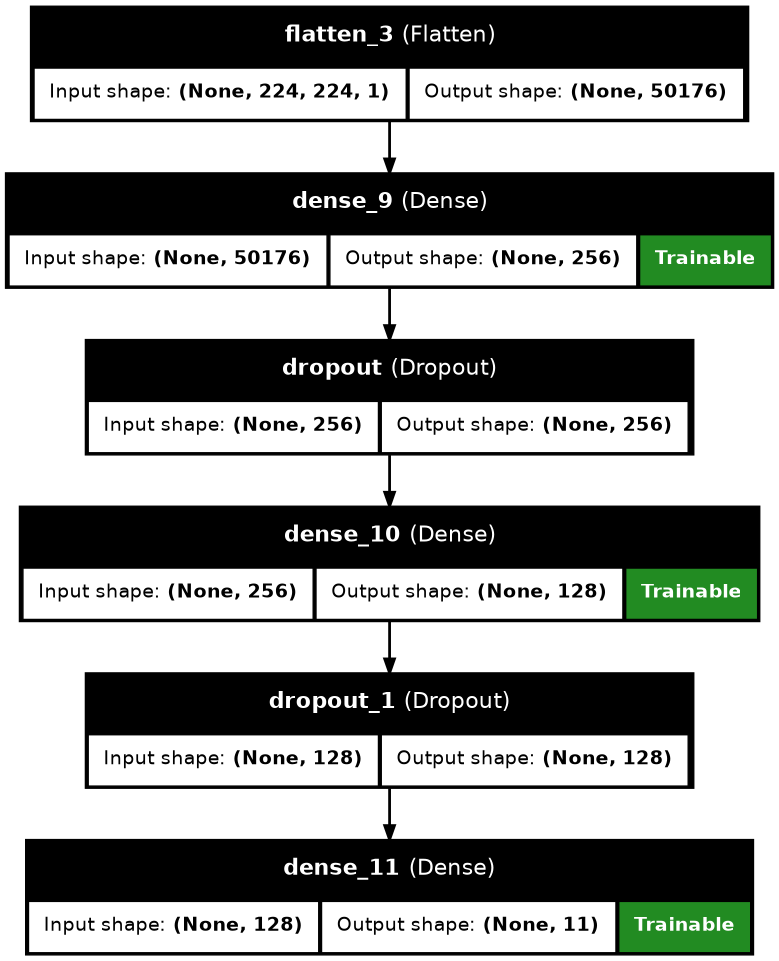 flatten_3 (Flatten)
Input shape: (None, 224, 224, 1) Output shape: (None, 50176)
dense_9 (Dense)
Input shape: (None, 50176) Output shape: (None, 256) Trainable
dropout (Dropout)
Input shape: (None, 256) Output shape: (None, 256)
dense_10 (Dense)
Input shape: (None, 256) Output shape: (None, 128) Trainable
dropout_1 (Dropout)
Input shape: (None, 128) Output shape: (None, 128)
dense_11 (Dense)
Input shape: (None, 128) Output shape: (None, 11) Trainable